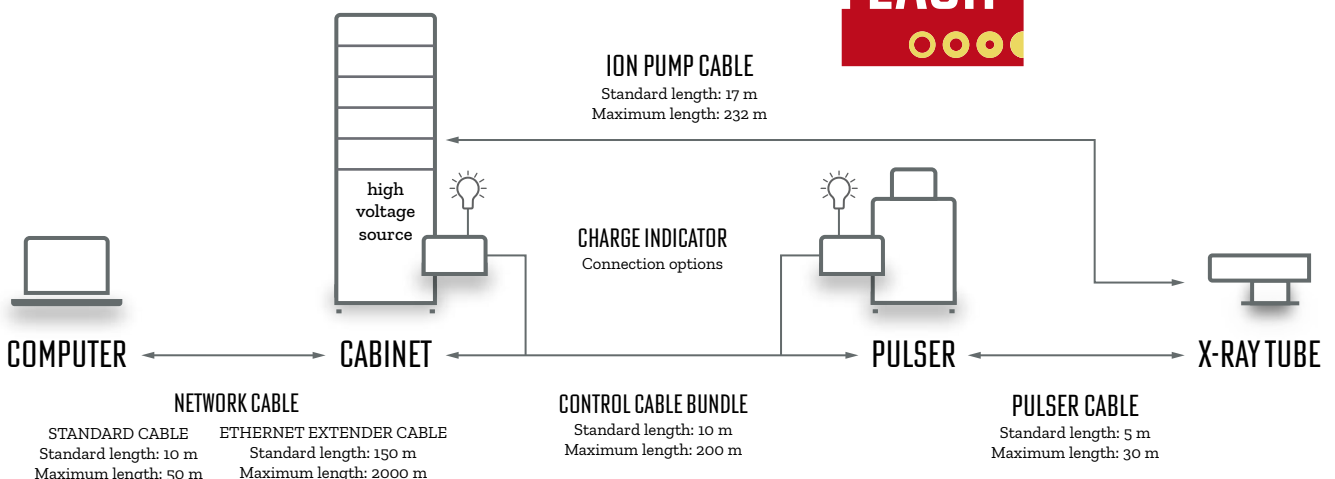 FLASH
ION PUMP CABLE
Standard length: 17 m
Maximum length: 232 m
high
voltage
source
CHARGE INDICATOR
Connection options
COMPUTER
CABINET
PULSER
X-RAY TUBE
NETWORK CABLE
STANDARD CABLE
Standard length: 10 m
Maximum length: 50 m
ETHERNET EXTENDER CABLE
Standard length: 150 m
Maximum length: 2000 m
CONTROL CABLE BUNDLE
Standard length: 10 m
Maximum length: 200 m
PULSER CABLE
Standard length: 5 m
Maximum length: 30 m